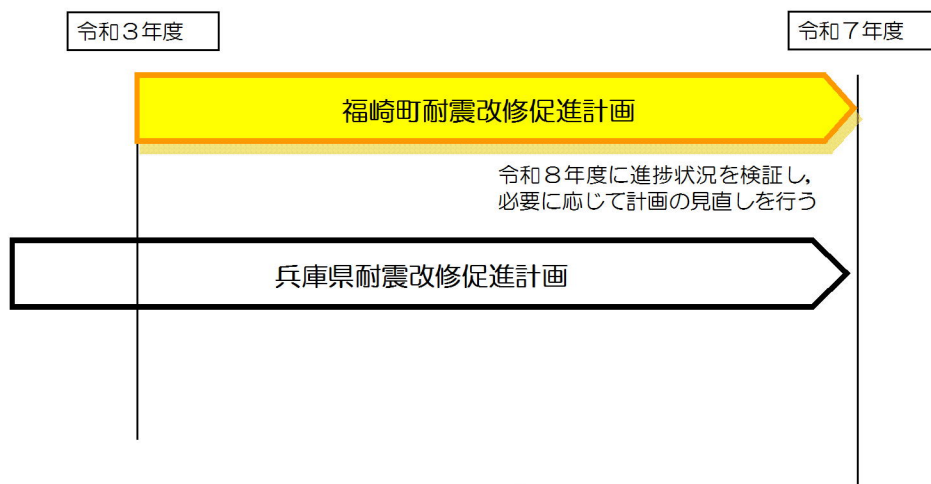 令和３年度
令和７年度
福崎町耐震改修促進計画
令和８年度に進捗状況を検証し，
必要に応じて計画の見直しを行う
兵庫県耐震改修促進計画